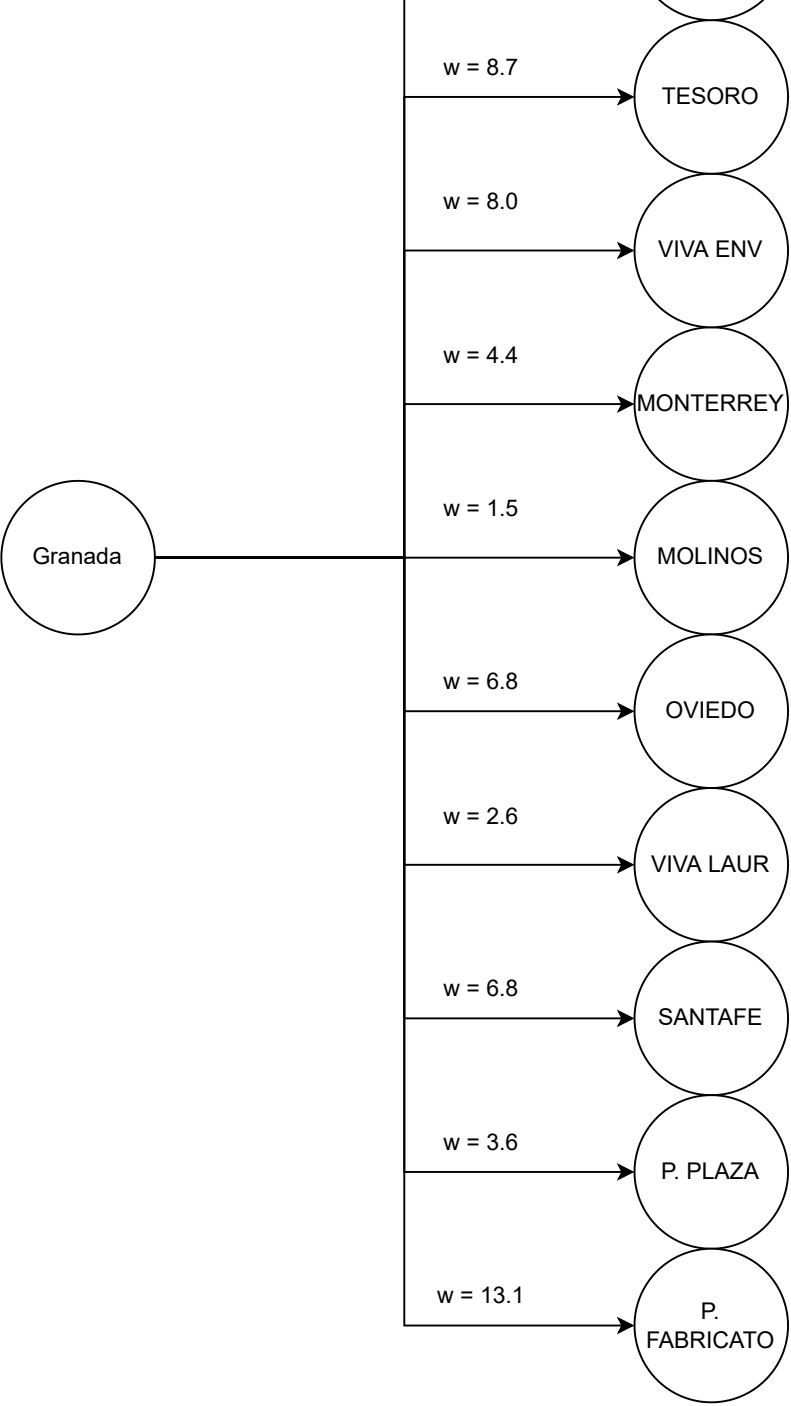 w = 8.7
TESORO
w = 8.0
VIVA ENV
w = 4.4
MONTERREY
w = 1.5
Granada
MOLINOS
w = 6.8
OVIEDO
w = 2.6
VIVA LAUR
w = 6.8
SANTAFE
w = 3.6
P. PLAZA
w = 13.1
P.
FABRICATO